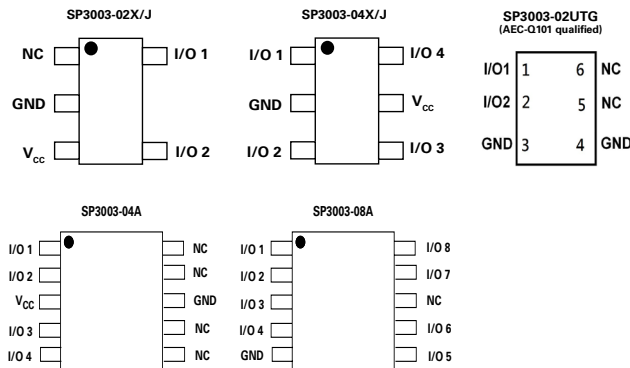 SP3003-02X/J
NC
I/O 1
GND
Vcc
I/O 2
SP3003-04X/J
I/O 1
I/O 4
GND
Vcc
I/O 2
I/O 3
SP3003-02UTG
(AEC-Q101 qualified)
I/O1 1 6 NC
I/O2 2 5 NC
GND 3 4 GND
SP3003-04A
I/O 1 NC
I/O 2 NC
VCC GND
I/O 3 NC
I/O 4 NC
SP3003-08A
I/O 1 I/O 8
I/O 2 I/O 7
I/O 3 NC
I/O 4 I/O 6
GND I/O 5